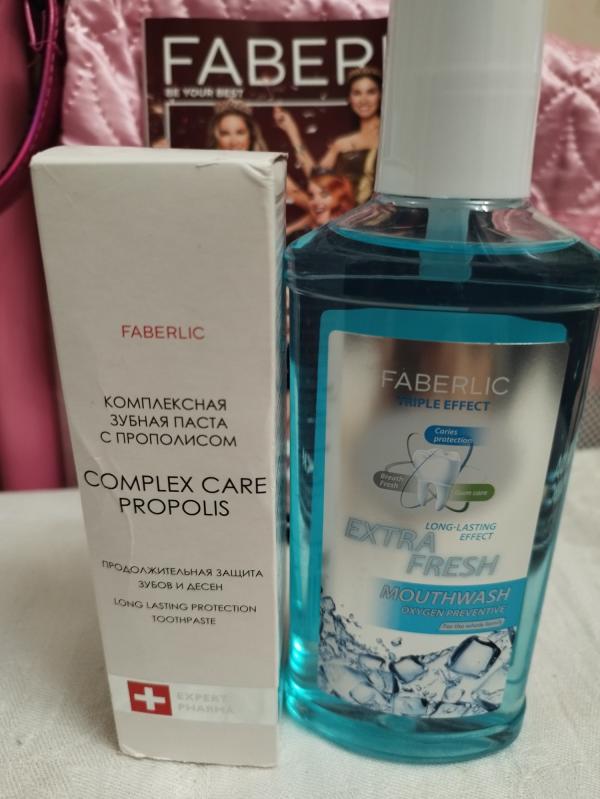 FABERL
BE YOUR BEST
FABERLIC
КОМПЛЕКСНАЯ
ЗУБНАЯ ПАСТА
С ПРОПОЛИСОМ
COMPLEX CARE
PROPOLIS
ПРОДОЛЖИТЕЛЬНАЯ ЗАЩИТА
ЗУБОВ И ДЕСЕН
LONG LASTING PROTECTION
TOOTHPASTE
EXPERT
PHARMA
FABERLIC
TRIPLE EFFECT
Caries
protection
Breath
Fresh
Gum care
LONG-LASTING
EFFECT
EXTRA
FRESH
MOUTHWASH
OXYGEN PREVENTIVE
For the whole family